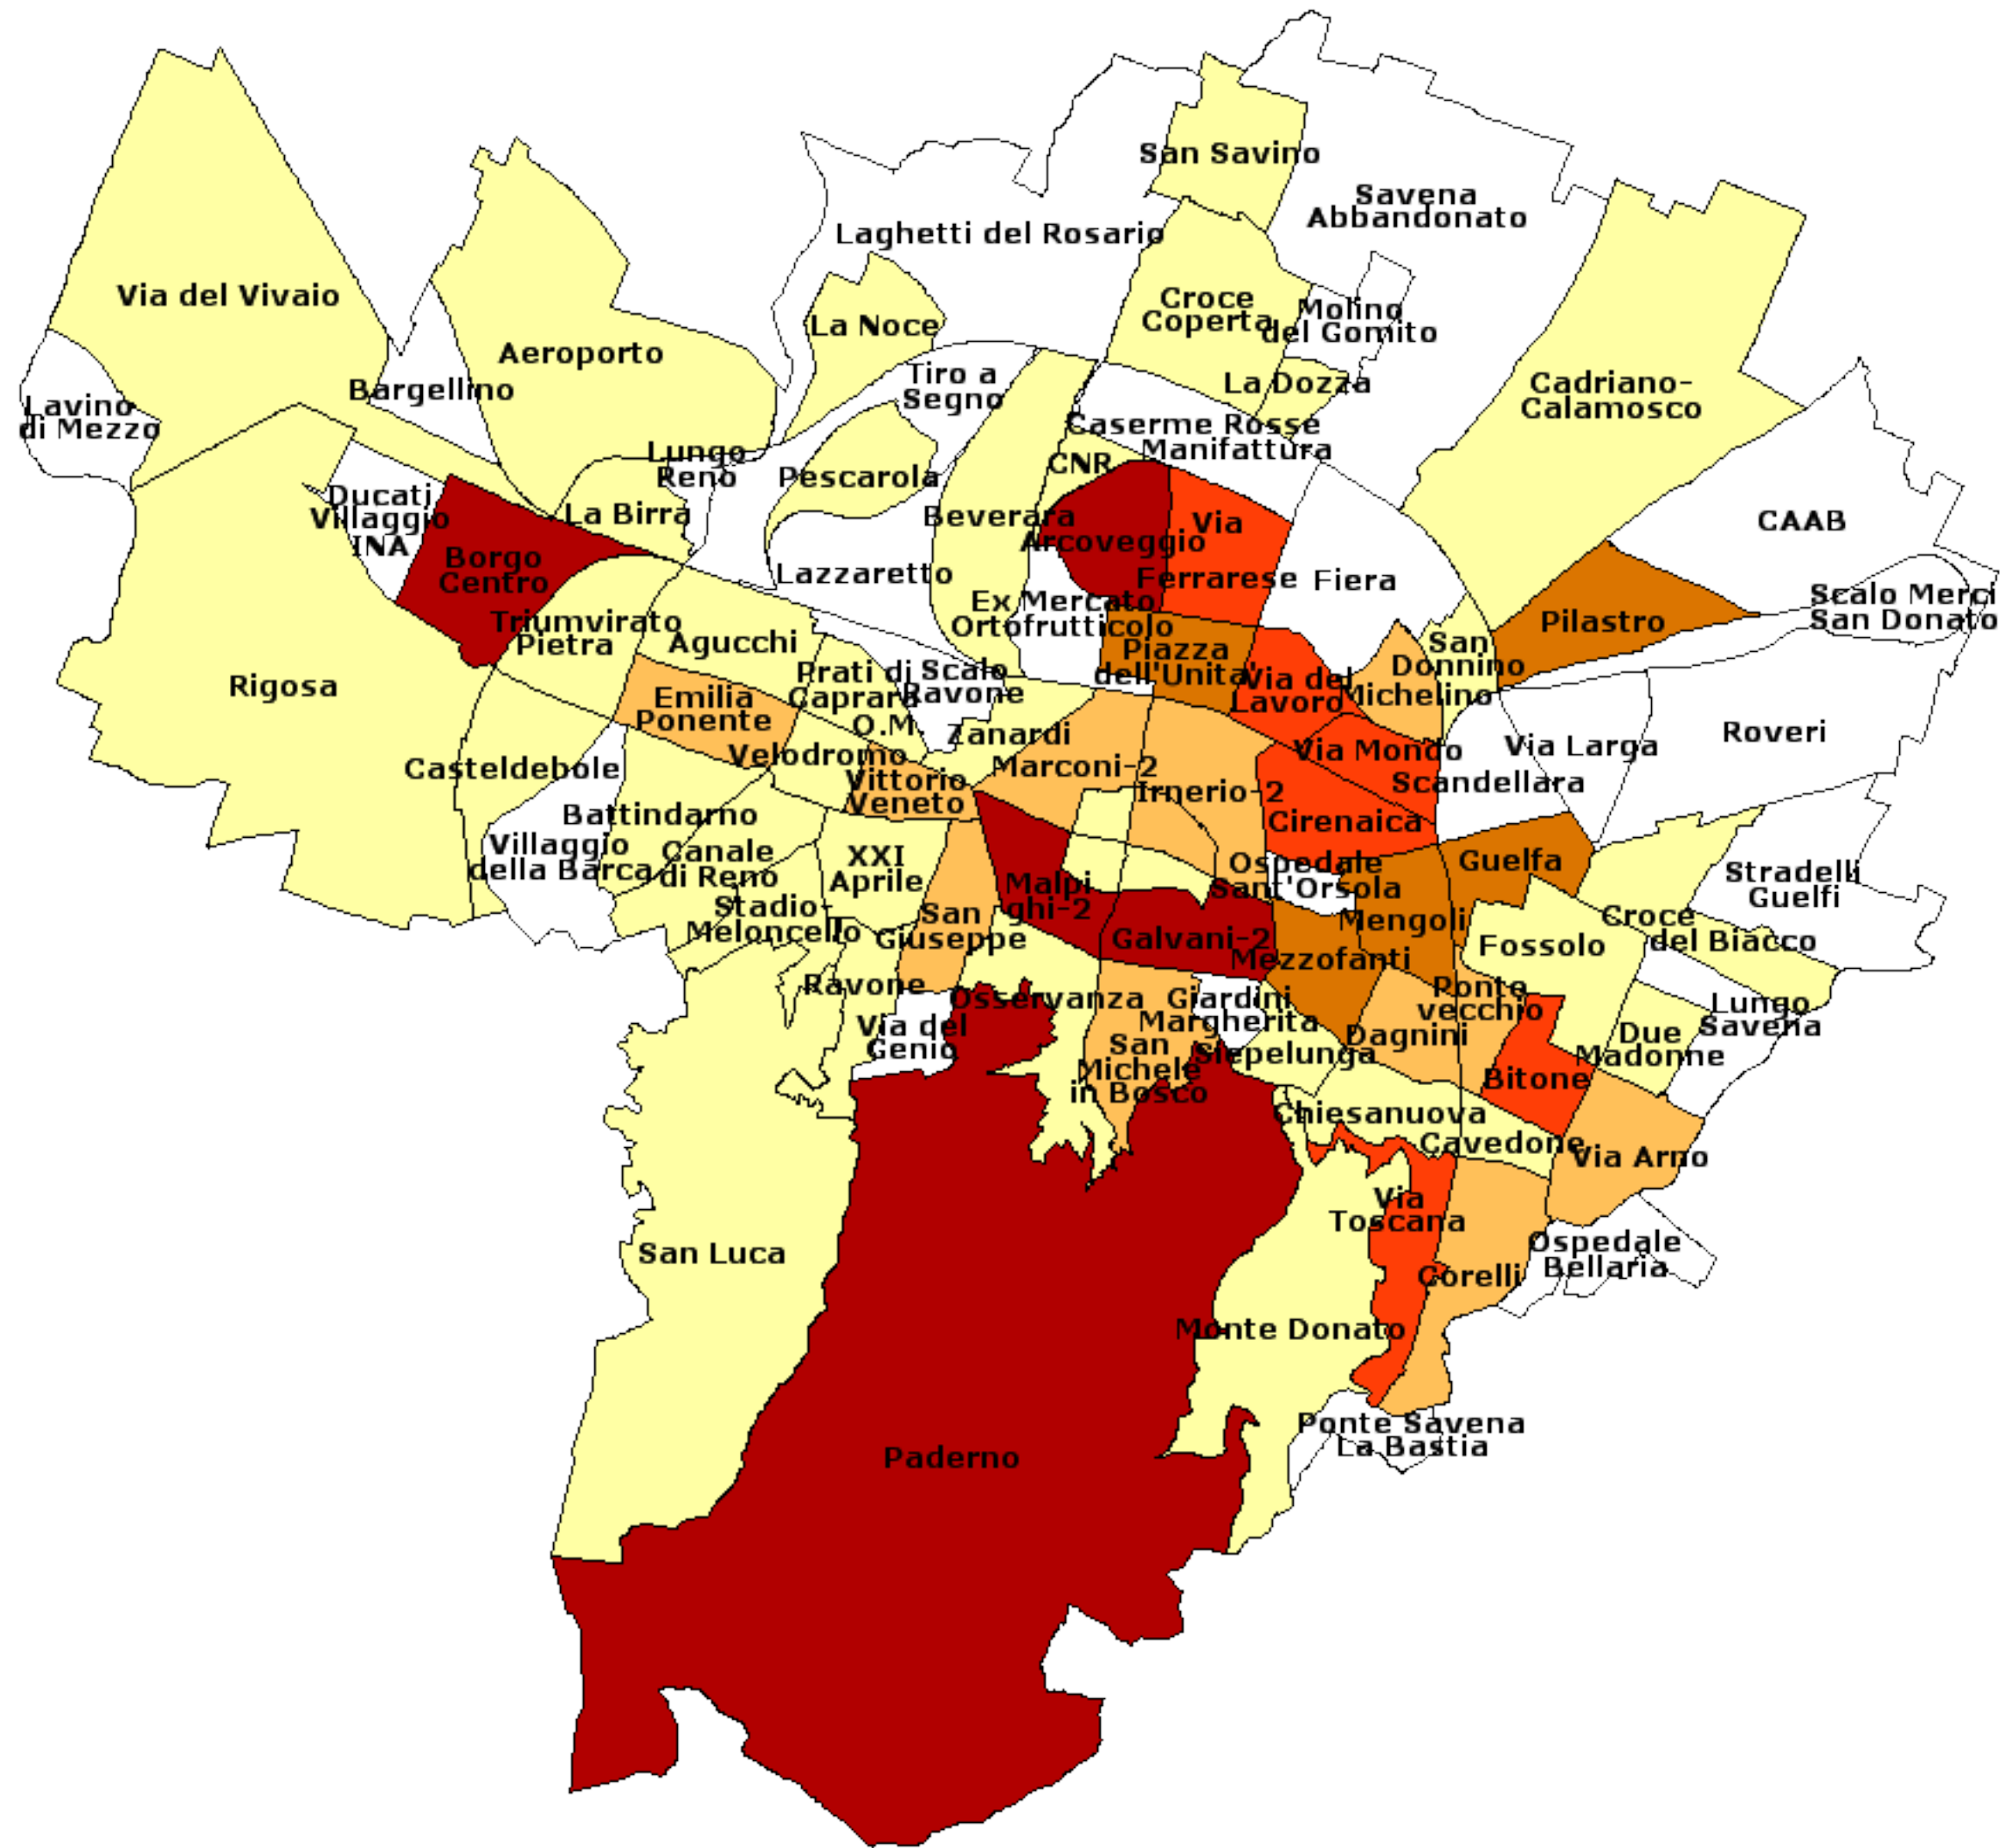 San Savino
Savena
Abbandonato
Laghetti del Rosario
Via del Vivaio
Croce
Coperta
Molino
del Gomito
La Noce
Aeroporto
Tiro a
Segno
La Dozza
Cadriano-
Calamosco
Bargellino
Lavino
di Mezzo
Caserme Rosse
Manifattura
Lungo
Reno
CNR
Pescarola
Ducati
Villaggio
INA
La Birra
Beverara
Via
Ferrarese
CAAB
Arcoveggio
Borgo
Centro
Lazzaretto
Fiera
Ex Mercato
Ortofrutticolo
Scalo Merci
San Donato
Triumvirato
Pietra
Agucchi
Piazza
dell'Unita'
Pilastro
San
Donnino
Rigosa
Prati di
Caprara
O.M.
Scalo
Ravone
Via del
Lavoro
Michelino
Emilia
Ponente
Zanardi
Roveri
Velodromo
Via Mondo
Via Larga
Casteldebole
Marconi-2
Vittorio
Veneto
Irnerio-2
Scandellara
Battindarno
Cirenaica
Villaggio
della Barca
Canale
di Reno
XXI
Aprile
Ospedale
Sant'Orsola
Guelfa
Stradelli
Guelfi
Malpi
ghi-2
Stadio-
Meloncello
San
Giuseppe
Mengoli
Croce
del Biacco
Galvani-2
Fossolo
Mezzofanti
Ravone
Osservanza
Giardini
Margherita
Ponte-
vecchio
Lungo
Savena
Via del
Genio
Dagnini
Due
Madonne
San
Michele
in Bosco
Siepelunga
Bitone
Chiesanuova
Cavedone
Via Arno
Via
Toscana
San Luca
Ospedale
Bellaria
Corelli
Monte Donato
Ponte Savena
La Bastia
Paderno